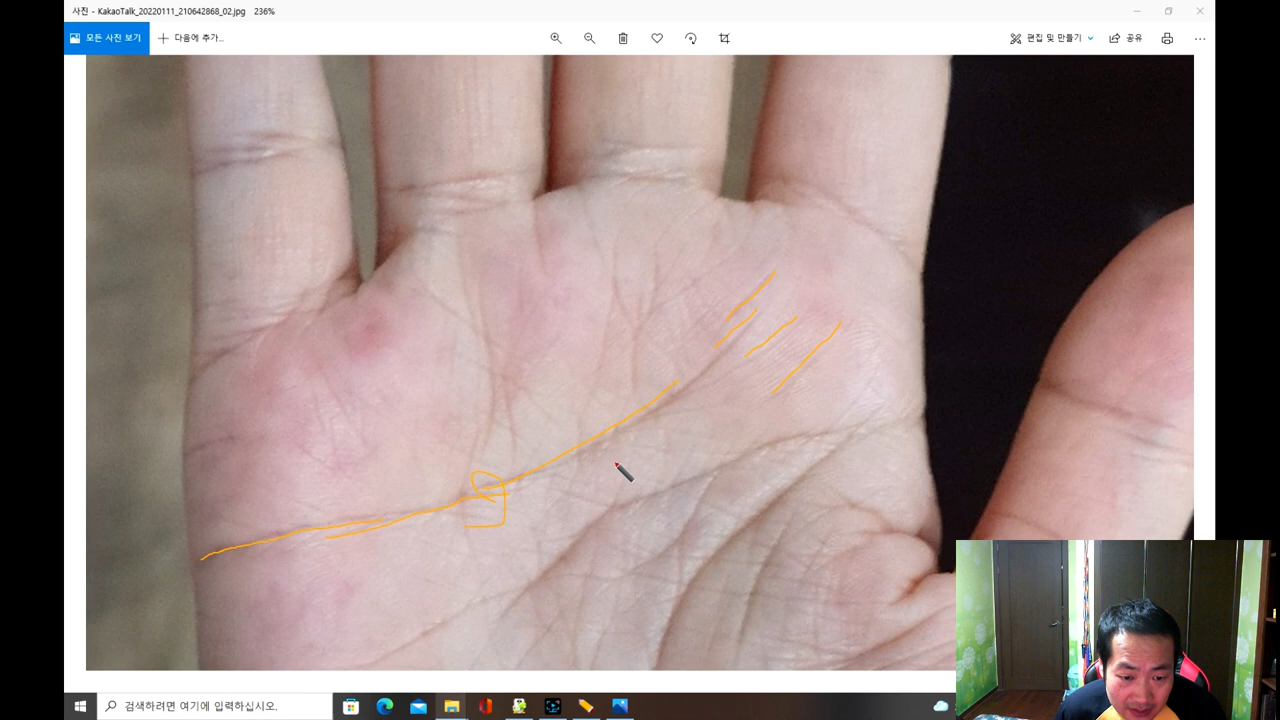 사진 - KakaoTalk_20220111_210642868_02.jpg 236%
모든 사진 보기 다음에 추가... 편집 및 만들기 공유
검색하려면 여기에 입력하십시오.